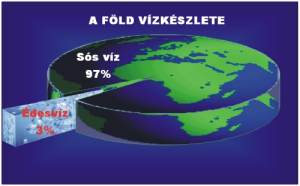 A FÖLD VÍZKÉSZLETE
Sós víz
97%
Édesvíz
3%